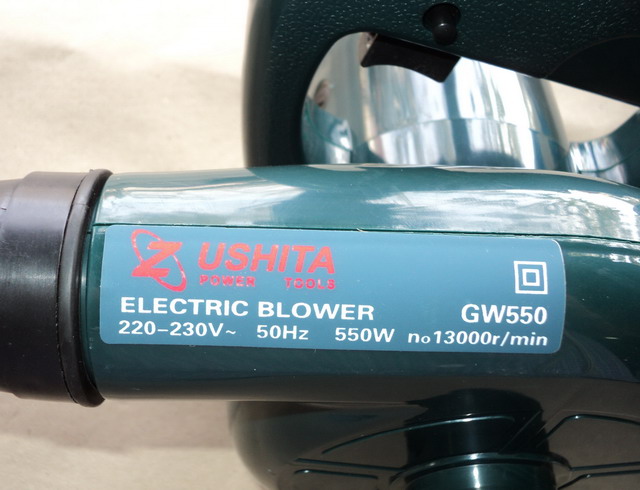 Z USHITA
POWER TOOLS
ELECTRIC BLOWER GW550
220-230V~ 50Hz 550W no13000r/min